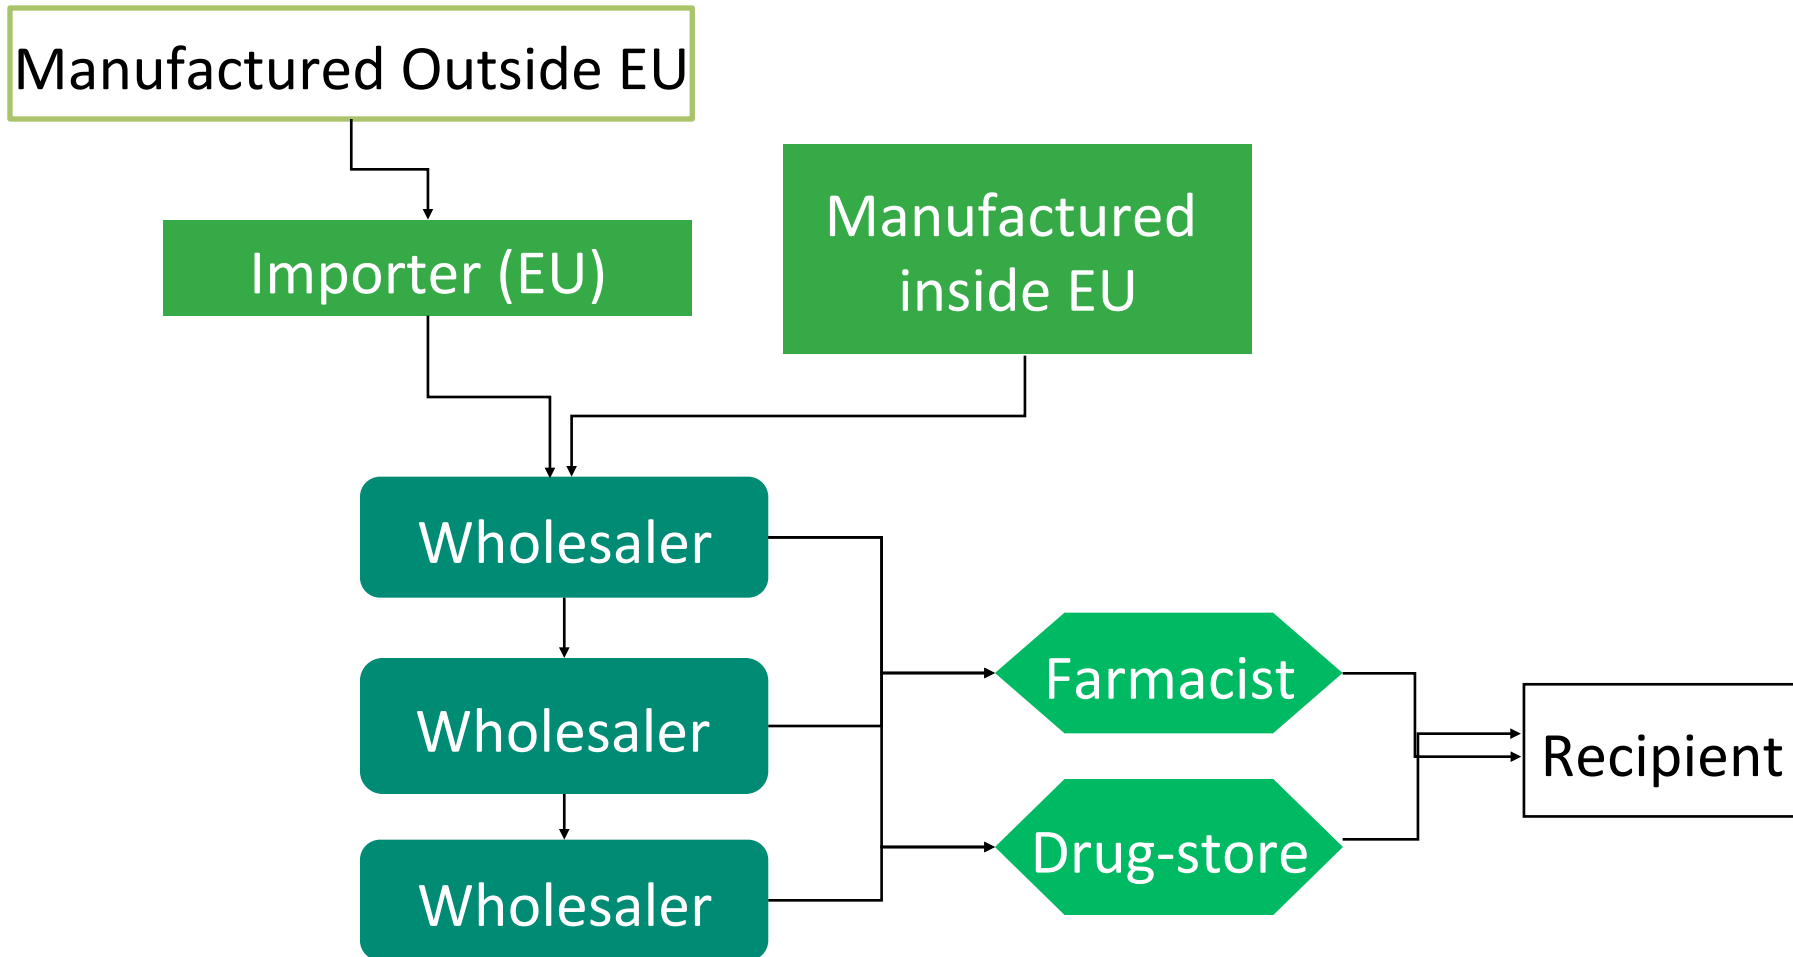 Manufactured Outside EU
Importer (EU)
Manufactured
inside EU
Wholesaler
Wholesaler
Wholesaler
Farmacist
Drug-store
Recipient